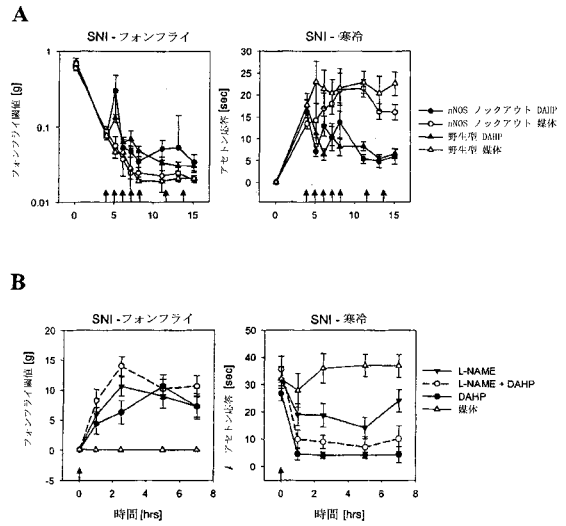 A
SNI - フォンフライ
フォンフライ閾値 [g]
1
0.1
0.01
0 5 10 15
SNI - 寒冷
アセトン応答 [sec]
30
25
20
15
10
5
0
0 5 10 15
nNOS ノックアウト DAHP
nNOS ノックアウト 媒体
野生型 DAHP
野生型 媒体
B
SNI - フォンフライ
フォンフライ閾値 [g]
20
15
10
5
0
-5
0 2 4 6 8
時間 [hrs]
SNI - 寒冷
アセトン応答 [sec]
50
40
30
20
10
0
0 2 4 6 8
時間 [hrs]
L-NAME
L-NAME + DAHP
DAHP
媒体